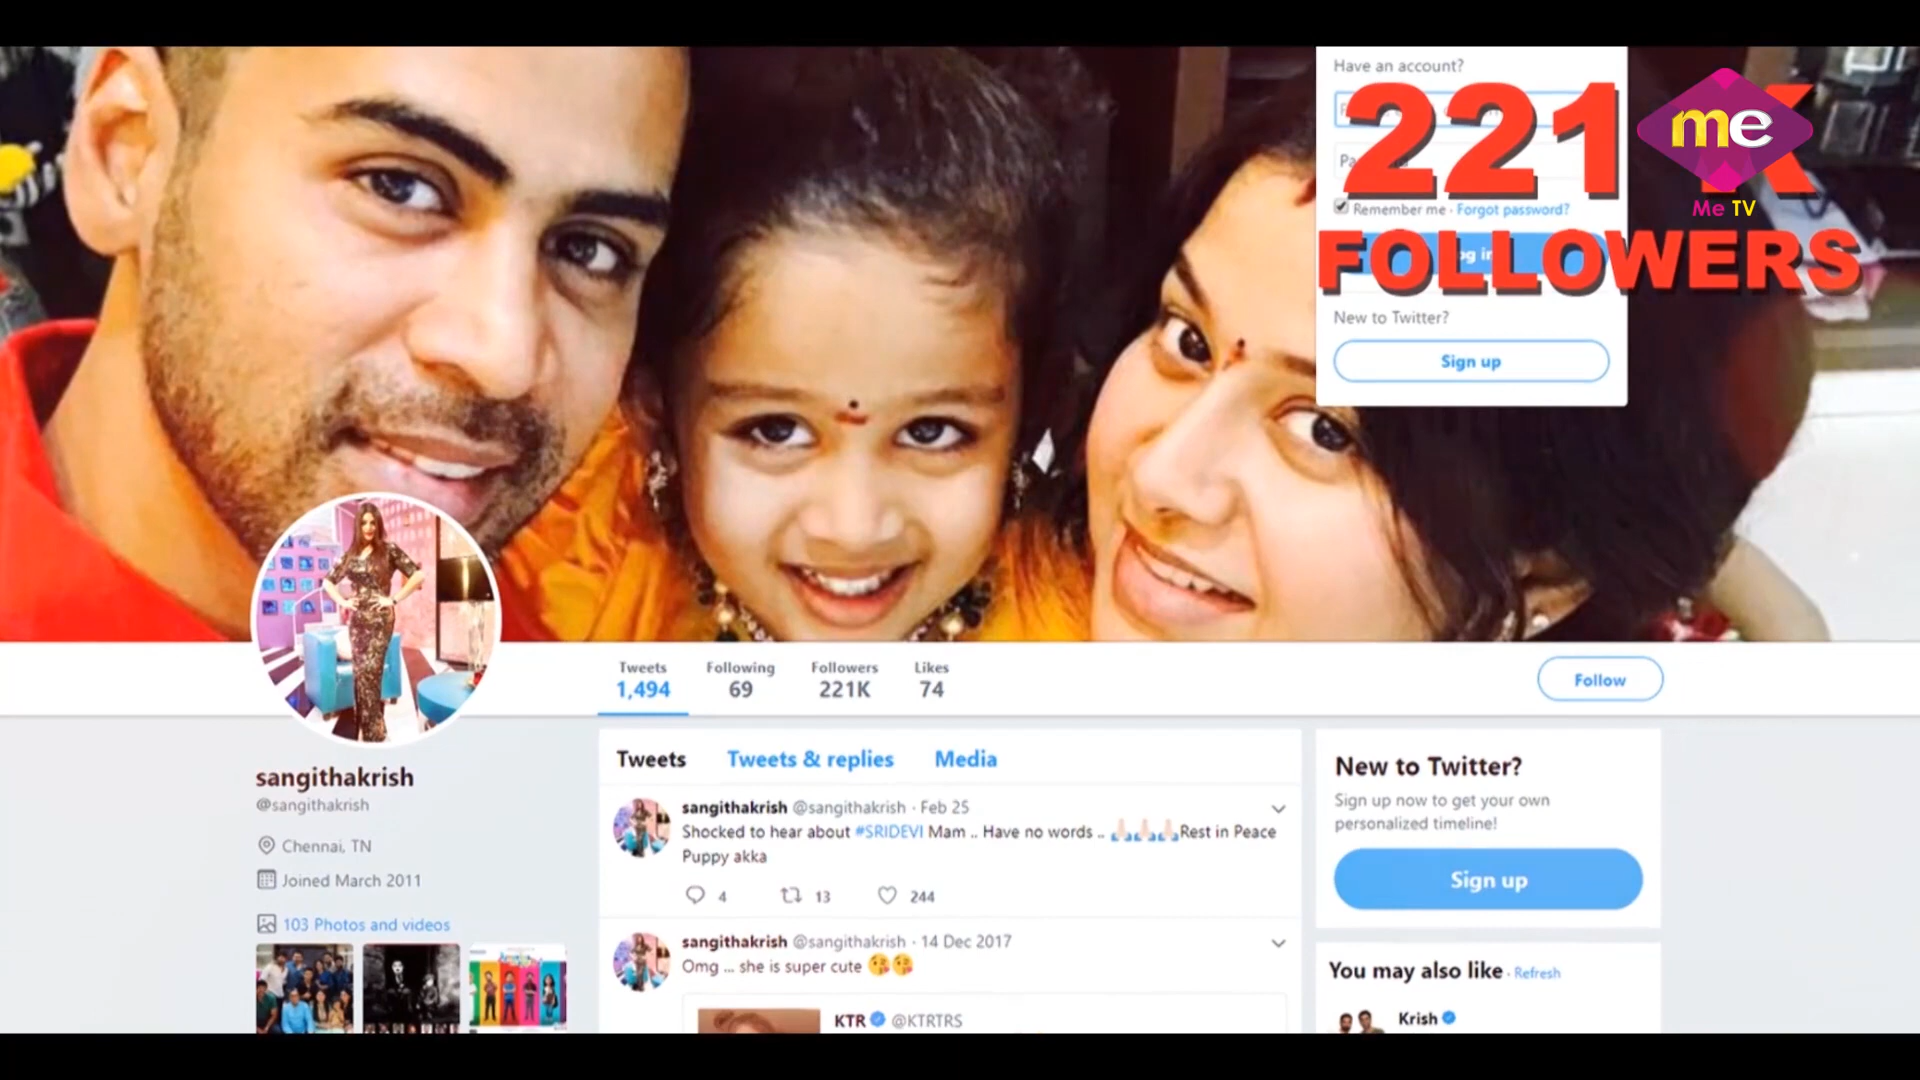 Have an account?
221 K
me
Me TV
Remember me · Forgot password?
FOLLOWERS
New to Twitter?
Sign up
Tweets Following Followers Likes
1,494 69 221K 74
Follow
sangithakrish
@sangithakrish
Chennai, TN
Joined March 2011
103 Photos and videos
Tweets Tweets & replies Media
sangithakrish @sangithakrish · Feb 25
Shocked to hear about #SRIDEVI Mam .. Have no words .. 🙏🙏🙏Rest in Peace
Puppy akka
4 13 244
sangithakrish @sangithakrish · 14 Dec 2017
Omg ... she is super cute 😘😘
KTR @KTRTRS
New to Twitter?
Sign up now to get your own
personalized timeline!
Sign up
You may also like · Refresh
Krish